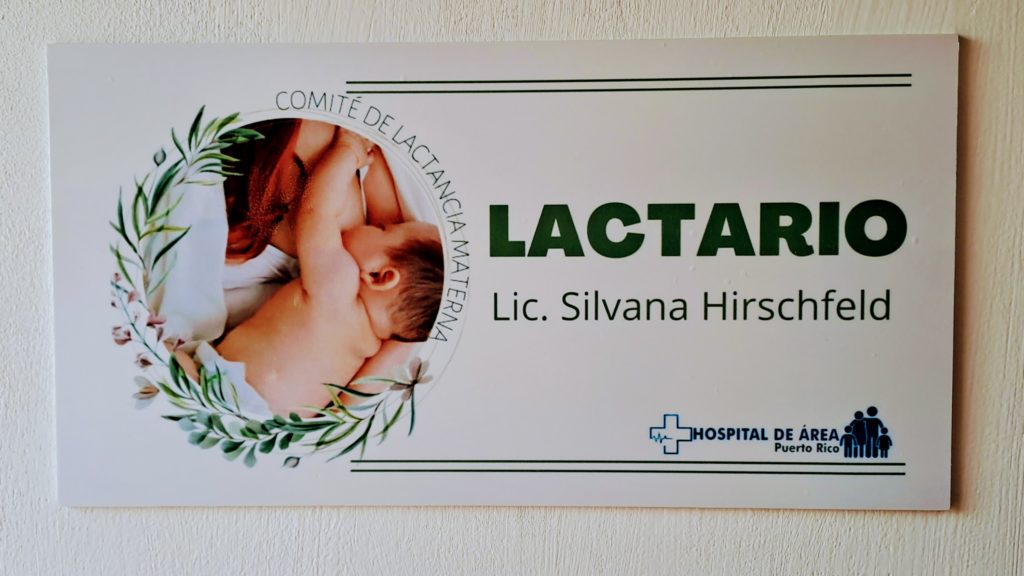 COMITÉ DE LACTANCIA MATERNA
LACTARIO
Lic. Silvana Hirschfeld
HOSPITAL DE ÁREA
Puerto Rico